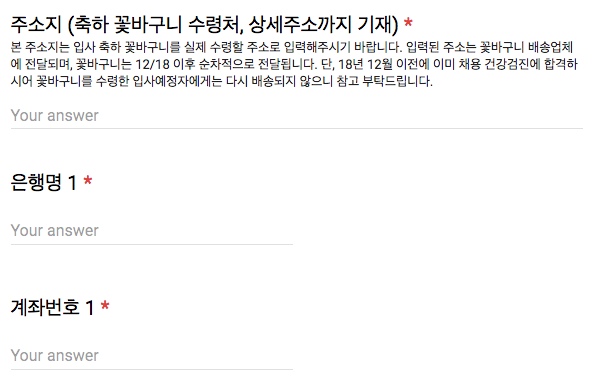 주소지 (축하 꽃바구니 수령처, 상세주소까지 기재) *
본 주소지는 입사 축하 꽃바구니를 실제 수령할 주소로 입력해주시기 바랍니다. 입력된 주소는 꽃바구니 배송업체
에 전달되며, 꽃바구니는 12/18 이후 순차적으로 전달됩니다. 단, 18년 12월 이전에 이미 채용 건강검진에 합격하
시어 꽃바구니를 수령한 입사예정자에게는 다시 배송되지 않으니 참고 부탁드립니다.
Your answer
은행명 1 *
Your answer
계좌번호 1 *
Your answer